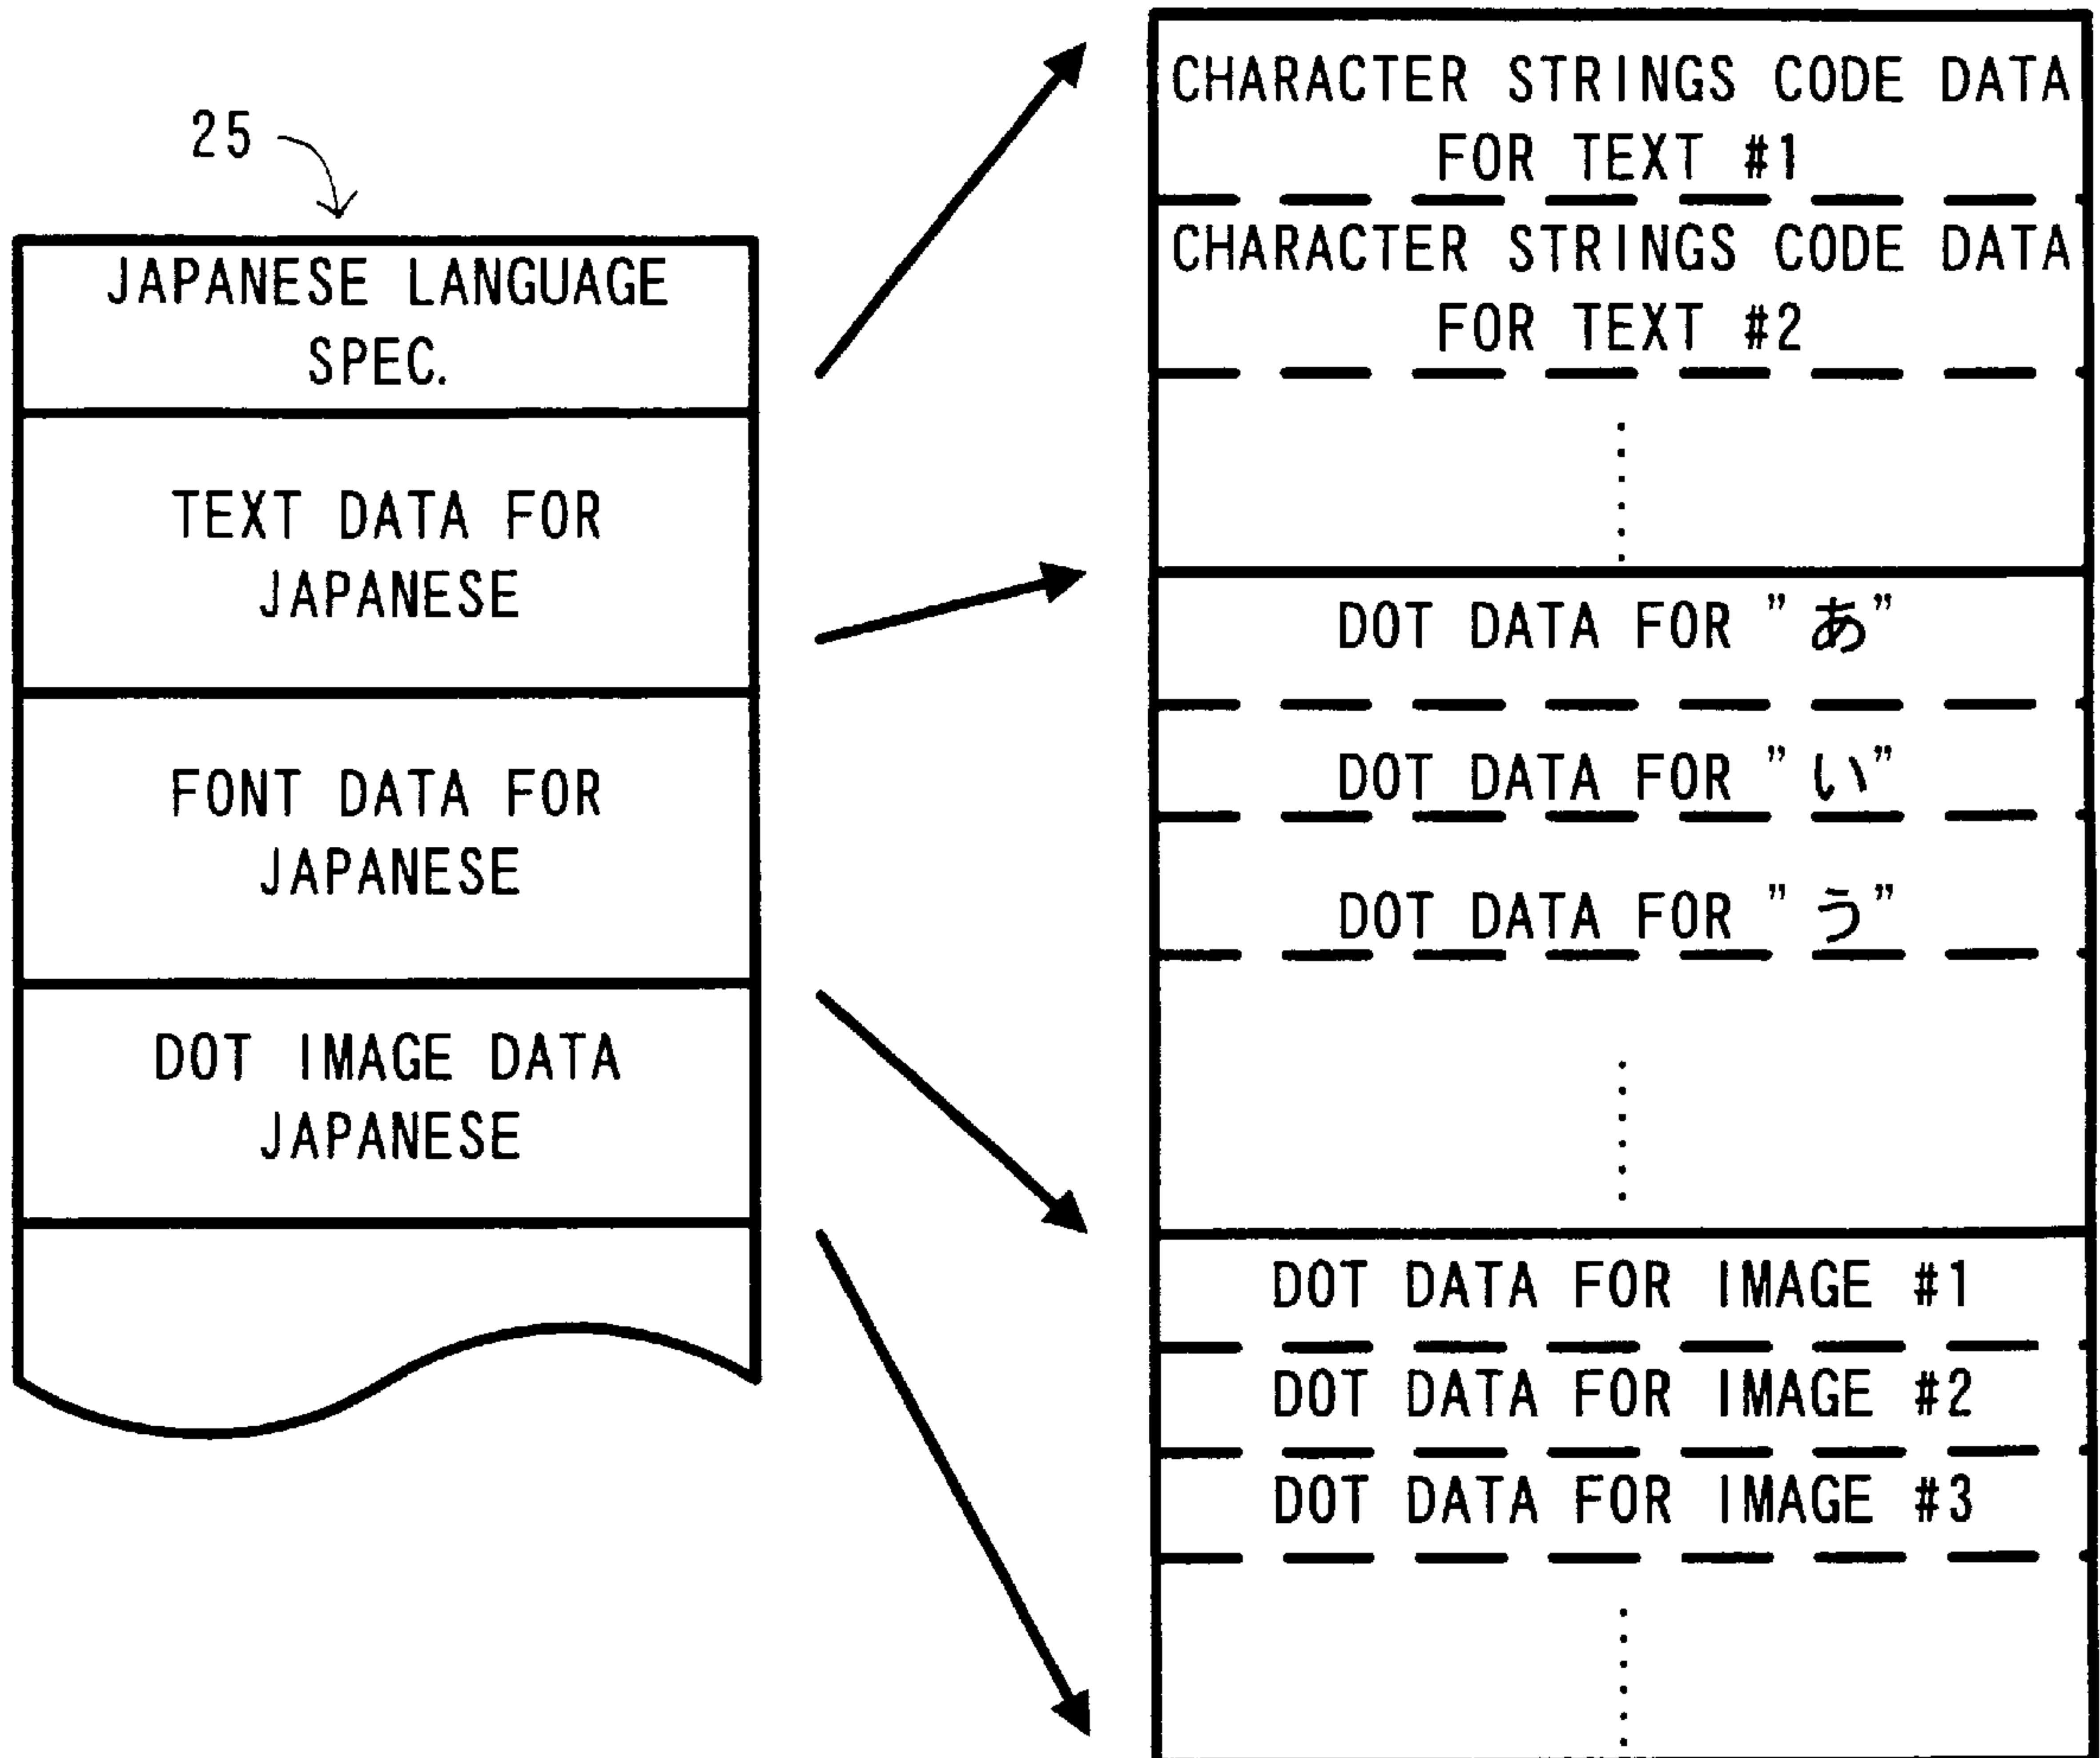 25
JAPANESE LANGUAGE
SPEC.
TEXT DATA FOR
JAPANESE
FONT DATA FOR
JAPANESE
DOT IMAGE DATA
JAPANESE
CHARACTER STRINGS CODE DATA
FOR TEXT #1
CHARACTER STRINGS CODE DATA
FOR TEXT #2
DOT DATA FOR ” あ”
DOT DATA FOR ” い”
DOT DATA FOR ” う”
DOT DATA FOR IMAGE #1
DOT DATA FOR IMAGE #2
DOT DATA FOR IMAGE #3